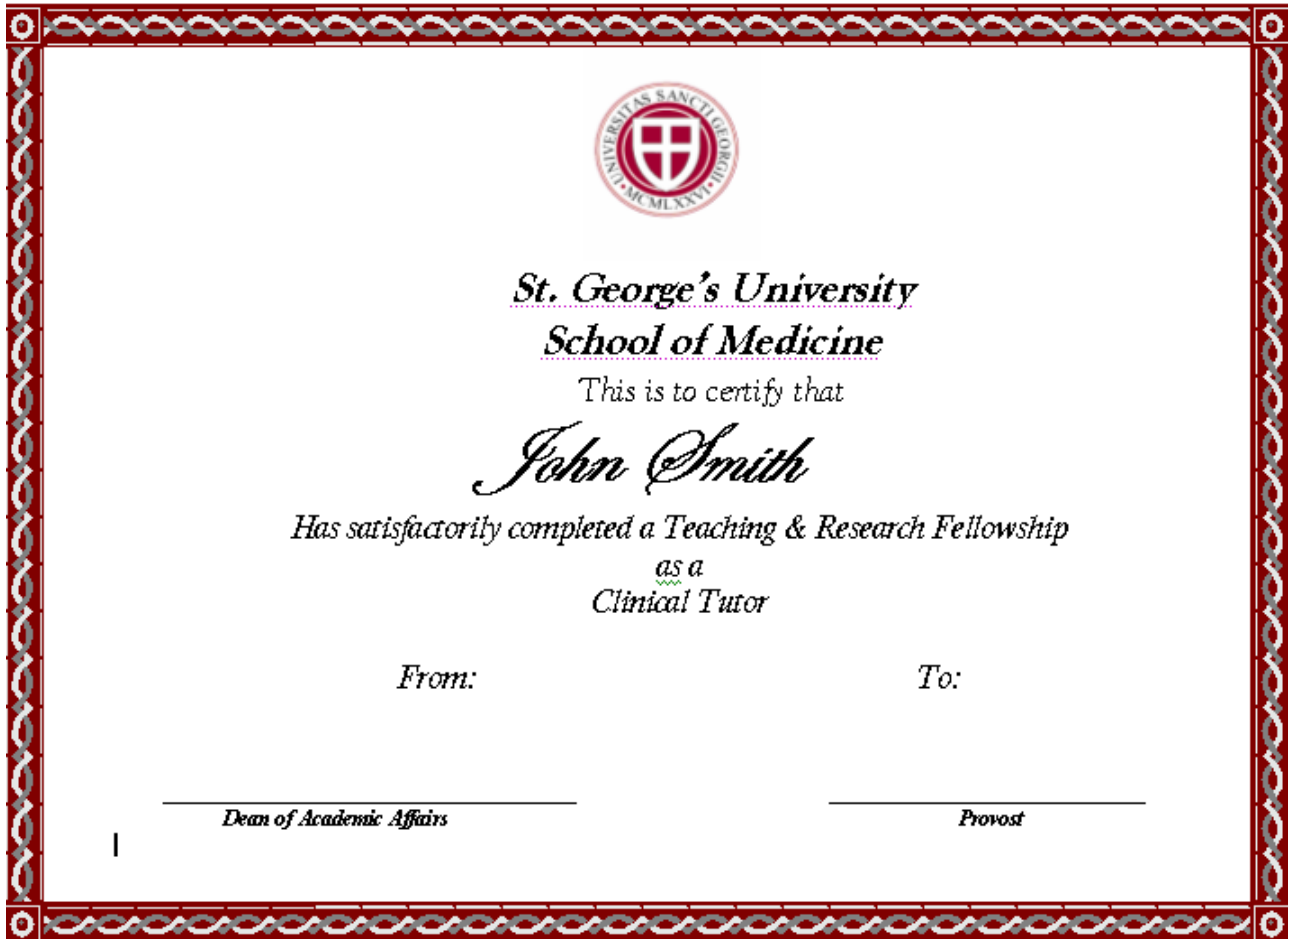 UNIVERSITAS SANCTI GEORGII • MCMLXXVI •
St. George's University
School of Medicine
This is to certify that
John Smith
Has satisfactorily completed a Teaching & Research Fellowship
as a
Clinical Tutor
From: To:
Dean of Academic Affairs Provost